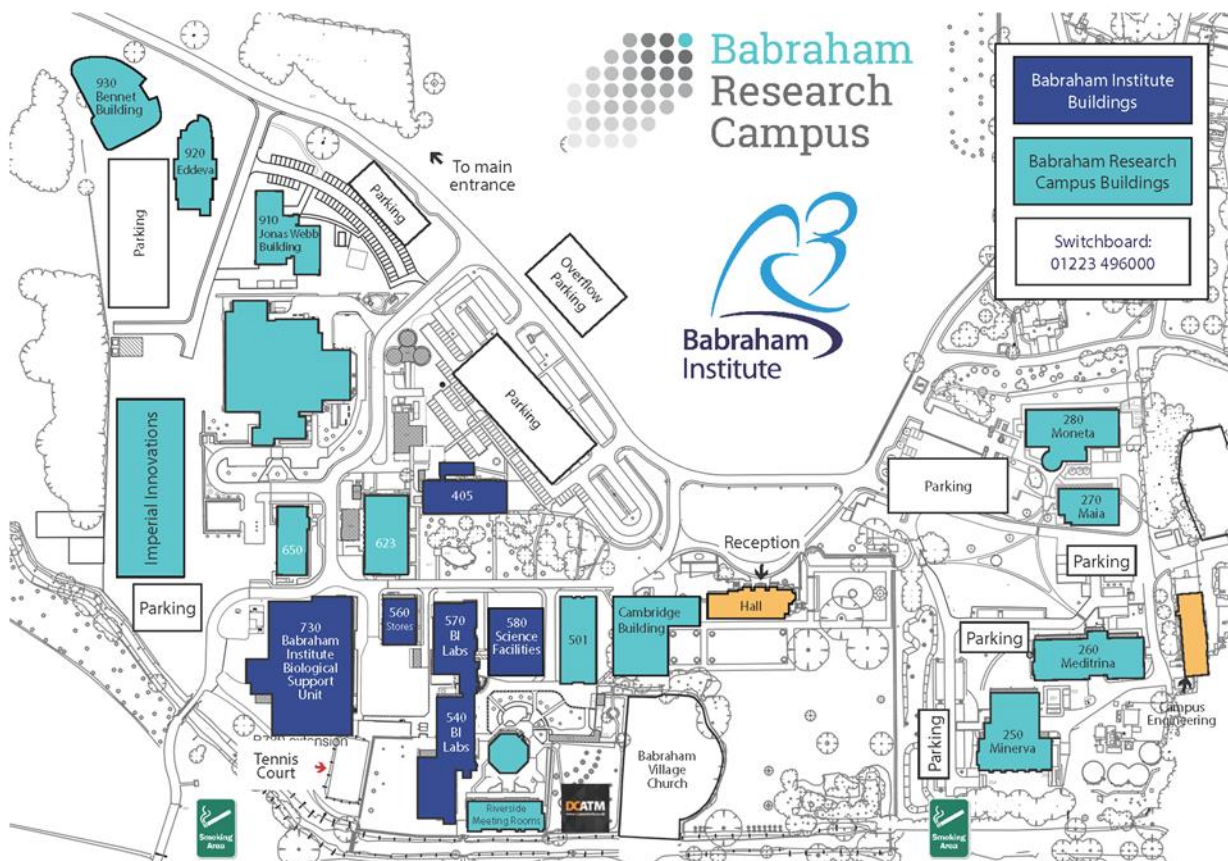 Babraham
Research
Campus
Babraham
Institute
Babraham Institute
Buildings
Babraham Research
Campus Buildings
Switchboard:
01223 496000
930
Bennet
Building
920
Eddeva
Parking
910
Jonas Webb
Building
Parking
To main
entrance
Overflow
Parking
Parking
Imperial Innovations
405
650
623
Parking
280
Moneta
270
Maia
Parking
Reception
Hall
Parking
730
Babraham
Institute
Biological
Support
Unit
560
Stores
570
BI
Labs
580
Science
Facilities
501
Cambridge
Building
Parking
260
Meditrina
Campus
Engineering
540
BI
Labs
250
Minerva
Parking
extension
Tennis
Court
Babraham
Village
Church
Riverside
Meeting Rooms
DCATM
Smoking
Area
Smoking
Area